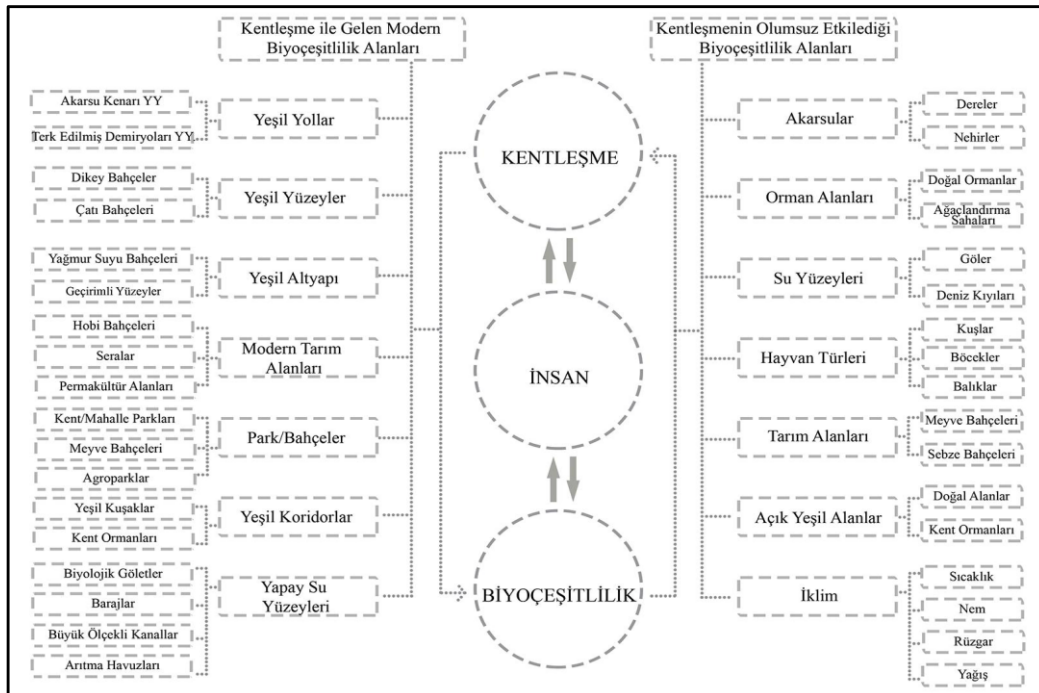 Kentleşme ile Gelen Modern
Biyoçeşitlilik Alanları
Akarsu Kenarı YY
Terk Edilmiş Demiryoları YY
Yeşil Yollar
Dikey Bahçeler
Çatı Bahçeleri
Yeşil Yüzeyler
Yağmur Suyu Bahçeleri
Geçirimli Yüzeyler
Yeşil Altyapı
Hobi Bahçeleri
Seralar
Permakültür Alanları
Modern Tarım
Alanları
Kent/Mahalle Parkları
Meyve Bahçeleri
Agroparklar
Park/Bahçeler
Yeşil Kuşaklar
Kent Ormanları
Yeşil Koridorlar
Biyolojik Göletler
Barajlar
Büyük Ölçekli Kanallar
Arıtma Havuzları
Yapay Su
Yüzeyleri
KENTLEŞME
İNSAN
BİYOÇEŞİTLİLİK
Kentleşmenin Olumsuz Etkilediği
Biyoçeşitlilik Alanları
Akarsular
Dereler
Nehirler
Orman Alanları
Doğal Ormanlar
Ağaçlandırma
Sahaları
Su Yüzeyleri
Göler
Deniz Kıyıları
Hayvan Türleri
Kuşlar
Böcekler
Balıklar
Tarım Alanları
Meyve Bahçeleri
Sebze Bahçeleri
Açık Yeşil Alanlar
Doğal Alanlar
Kent Ormanları
İklim
Sıcaklık
Nem
Rüzgar
Yağış